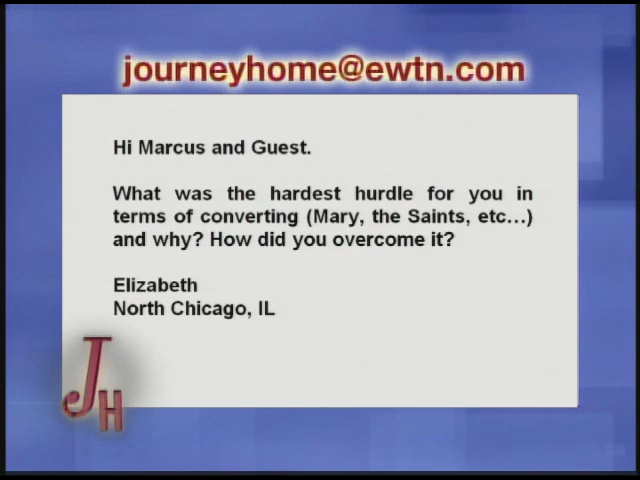 journeyhome@ewtn.com
Hi Marcus and Guest.
What was the hardest hurdle for you in
terms of converting (Mary, the Saints, etc...)
and why? How did you overcome it?
Elizabeth
North Chicago, IL
JH